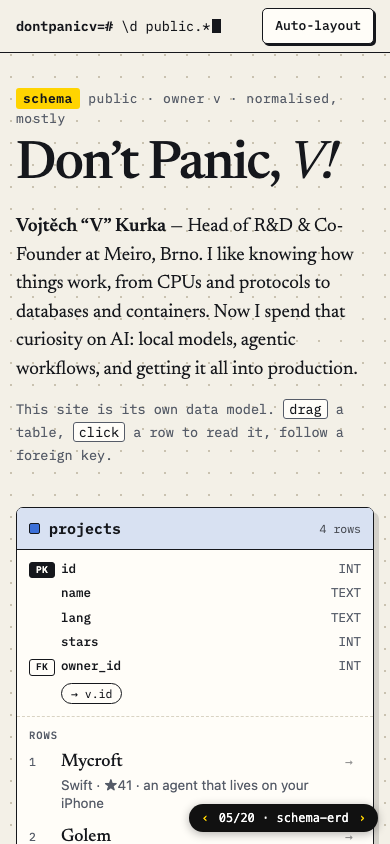 dontpanicv=# \d public.*
Auto-layout
schema public · owner v · normalised,
mostly
Don’t Panic, V!
Vojtěch “V” Kurka — Head of R&D & Co-
Founder at Meiro, Brno. I like knowing how
things work, from CPUs and protocols to
databases and containers. Now I spend that
curiosity on AI: local models, agentic
workflows, and getting it all into production.
This site is its own data model. drag a
table, click a row to read it, follow a
foreign key.
projects 4 rows
PK id INT
name TEXT
lang TEXT
stars INT
FK owner_id INT
→ v.id
ROWS
1 Mycroft →
Swift · ★41 · an agent that lives on your
iPhone
‹ 05/20 · schema-erd ›
2 Golem